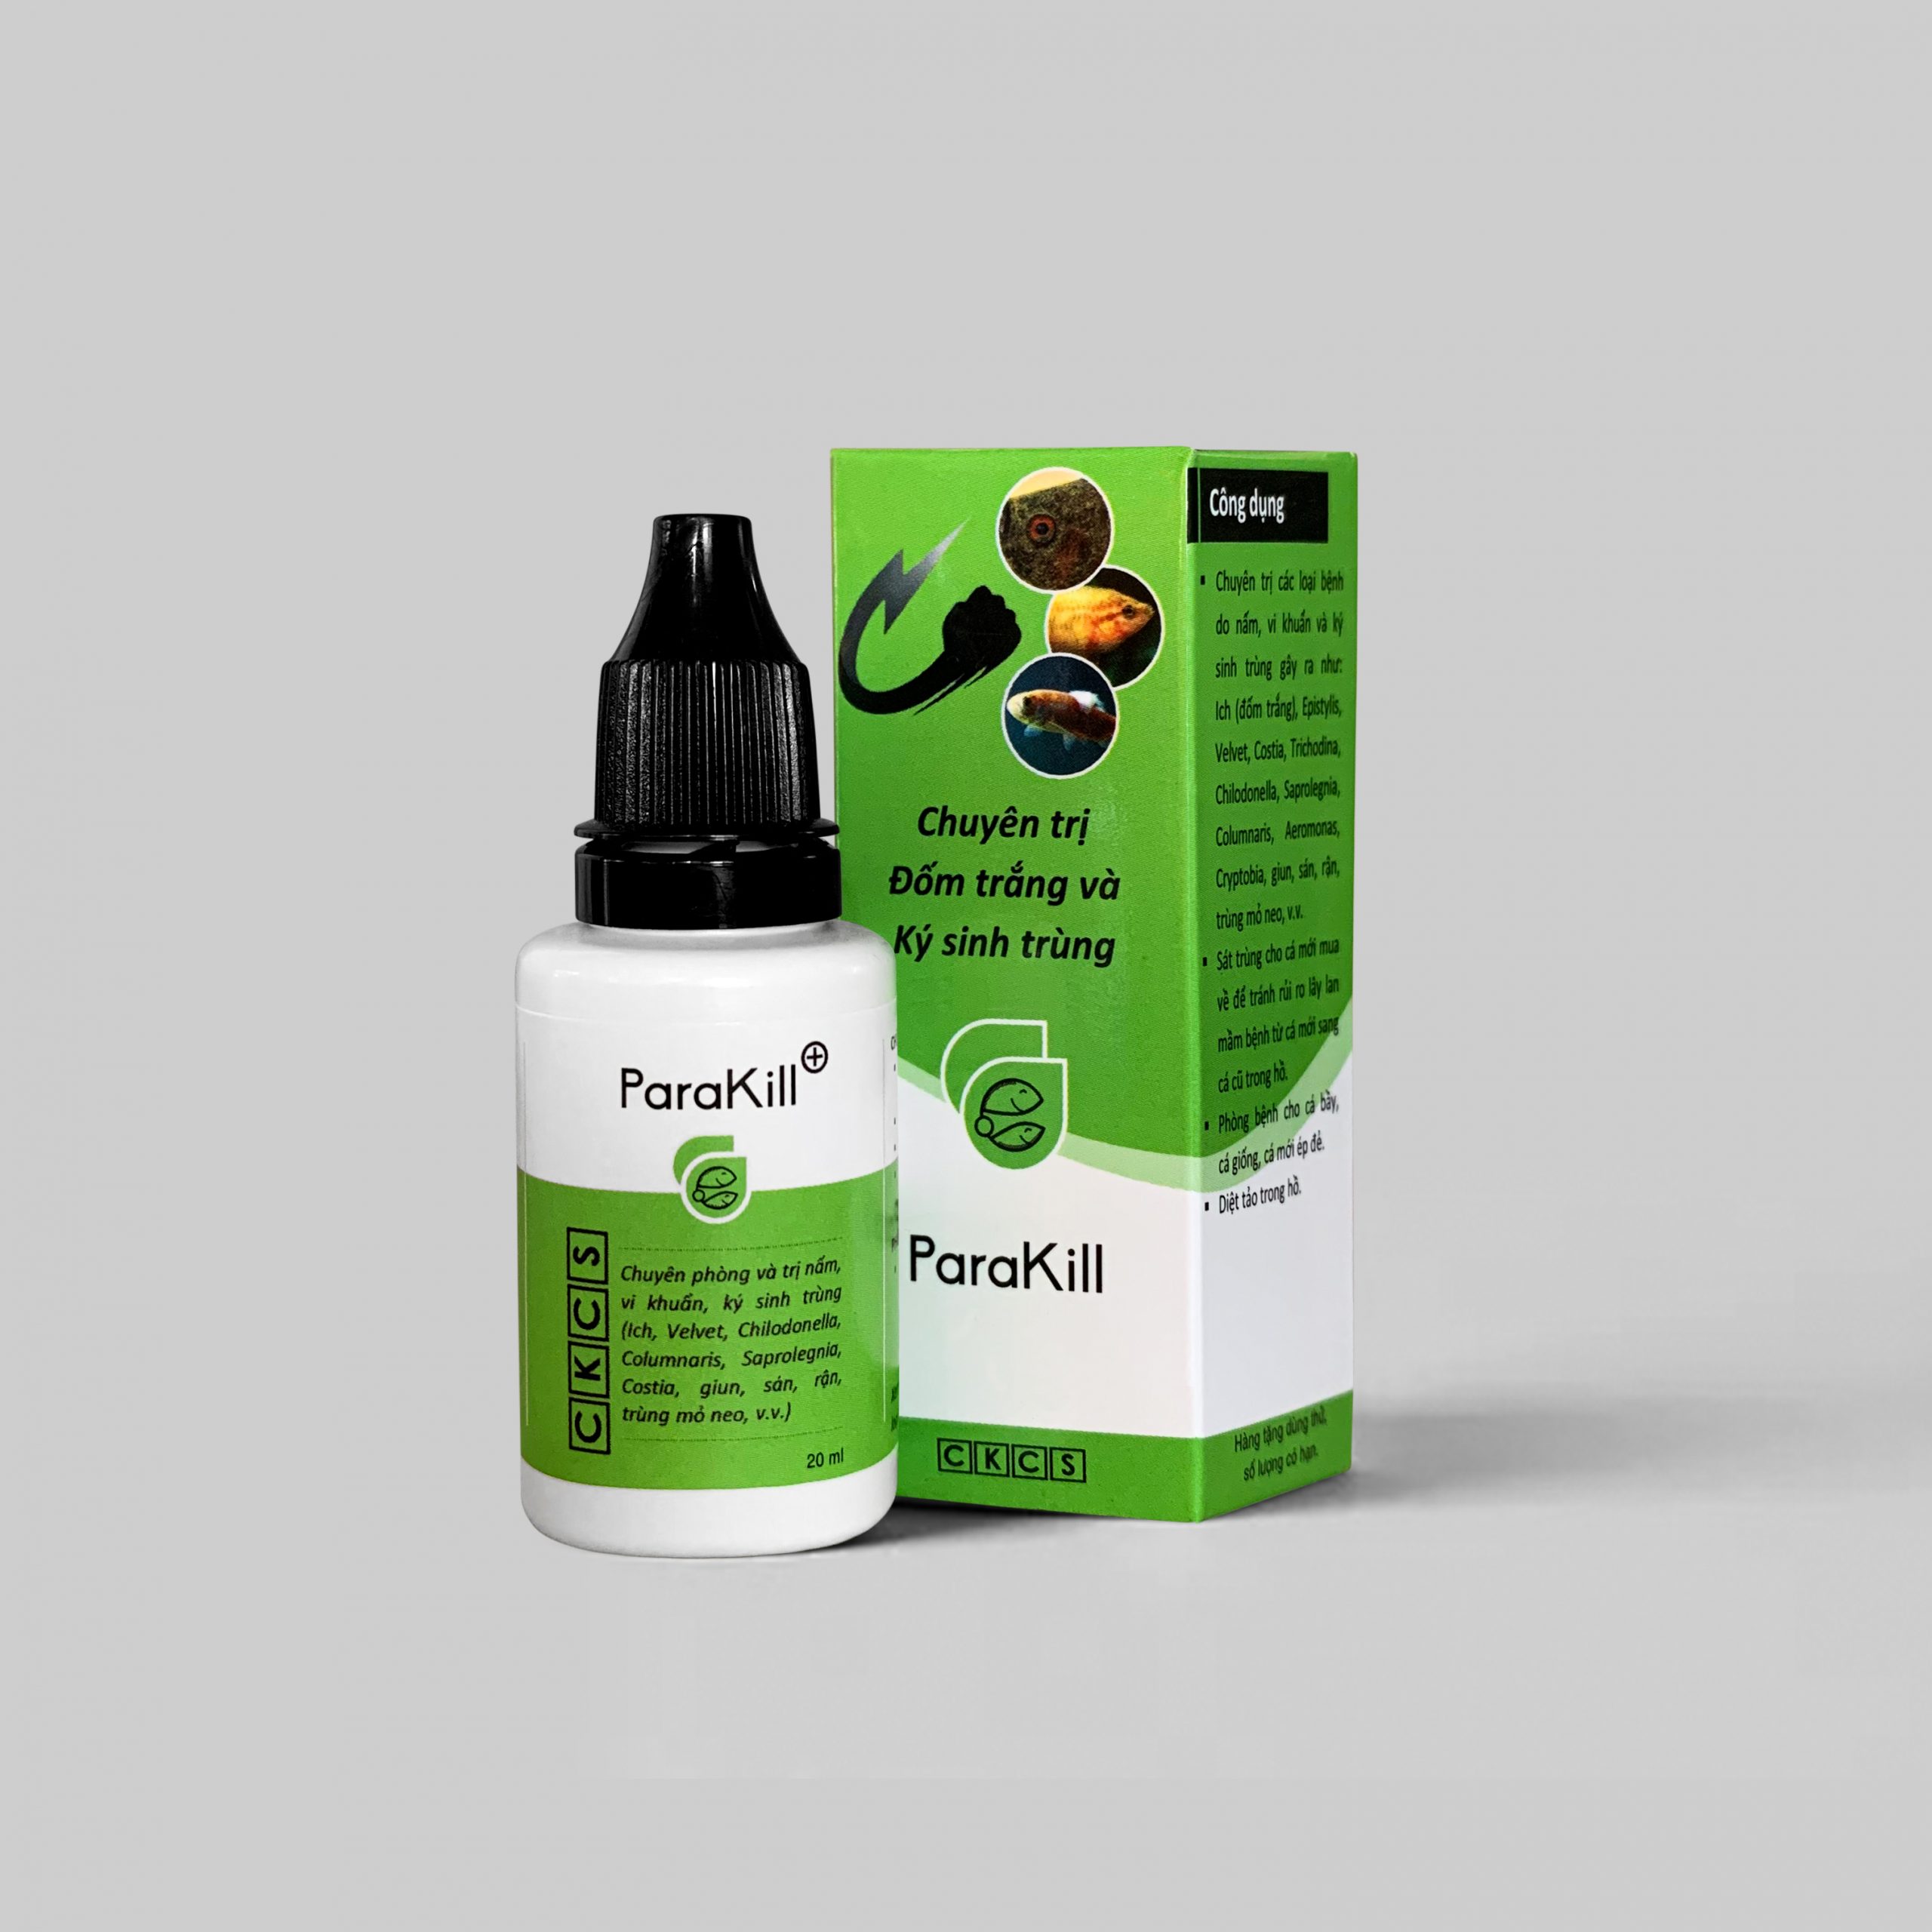 ParaKill⊕
CKCS
Chuyên phòng và trị nấm,
vi khuẩn, ký sinh trùng
(Ich, Velvet, Chilodonella,
Columnaris, Saprolegnia,
Costia, giun, sán, rận,
trùng mỏ neo, v.v.)
20 ml
Chuyên trị
Đốm trắng và
Ký sinh trùng
ParaKill
CKCS
Công dụng
▪ Chuyên trị các loại bệnh
do nấm, vi khuẩn và ký
sinh trùng gây ra như:
Ich (đốm trắng), Epistylis,
Velvet, Costia, Trichodina,
Chilodonella, Saprolegnia,
Columnaris, Aeromonas,
Cryptobia, giun, sán, rận,
trùng mỏ neo, v.v.
▪ Sát trùng cho cá mới mua
về để tránh rủi ro lây lan
mầm bệnh từ cá mới sang
cá cũ trong hồ.
▪ Phòng bệnh cho cá bầy,
cá giống, cá mới ép đẻ.
▪ Diệt tảo trong hồ.
Hàng tặng dùng thử,
số lượng có hạn.